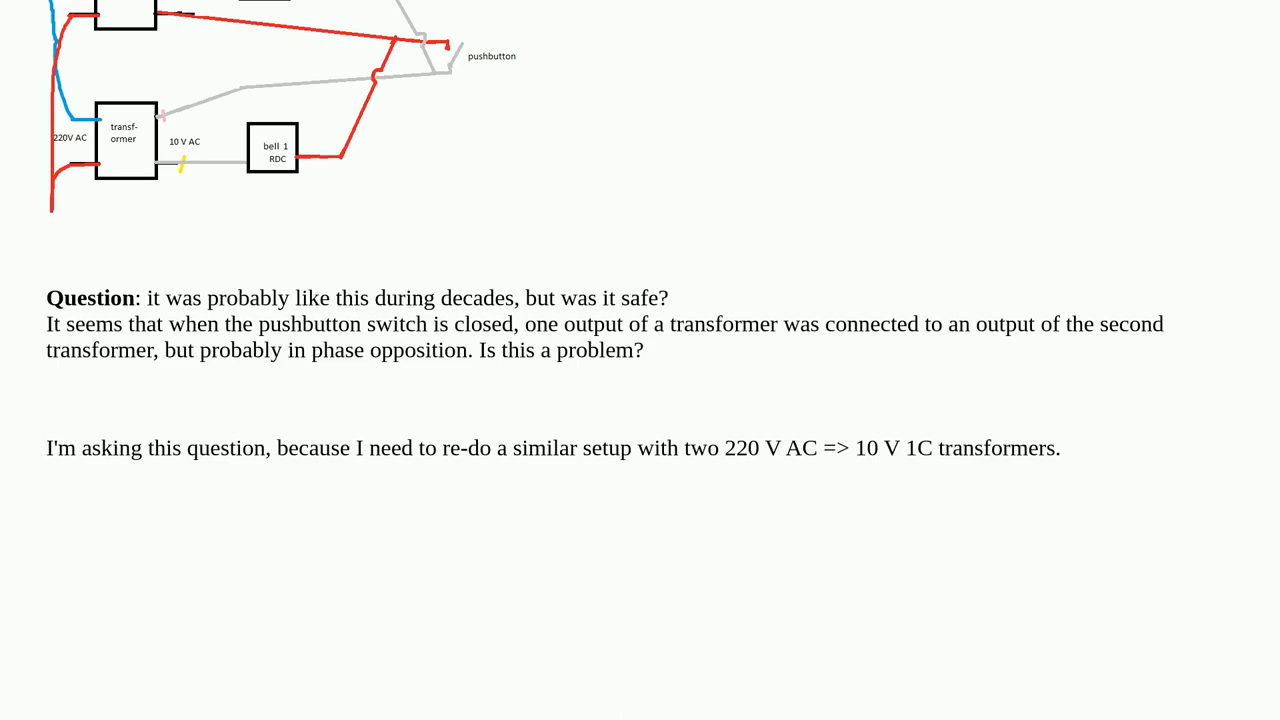 pushbutton
transf-
ormer
220V AC
10 V AC
bell 1
RDC
Question: it was probably like this during decades, but was it safe?
It seems that when the pushbutton switch is closed, one output of a transformer was connected to an output of the second
transformer, but probably in phase opposition. Is this a problem?
I'm asking this question, because I need to re-do a similar setup with two 220 V AC => 10 V 1C transformers.